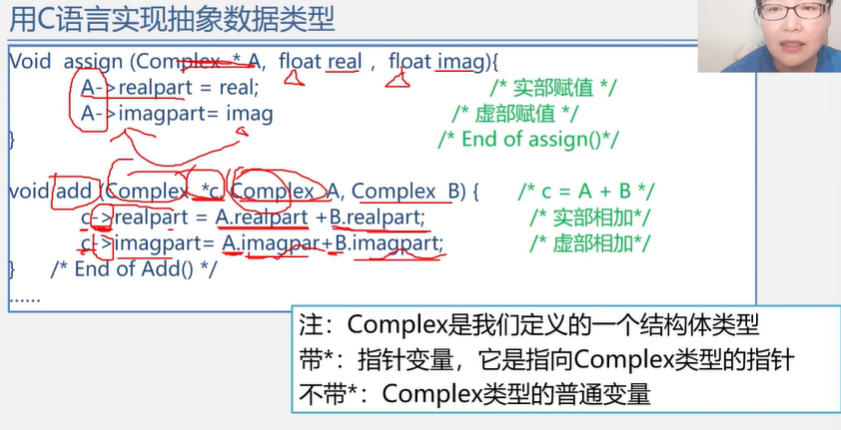 用C语言实现抽象数据类型
Void assign (Complex * A, float real , float imag){
A->realpart = real; /* 实部赋值 */
A->imagpart= imag /* 虚部赋值 */
} /* End of assign()*/
void add (Complex *c, Complex A, Complex B) { /* c = A + B */
c->realpart = A.realpart +B.realpart; /* 实部相加*/
c->imagpart= A.imagpar+B.imagpart; /* 虚部相加*/
} /* End of Add() */
......
注：Complex是我们定义的一个结构体类型
带*：指针变量，它是指向Complex类型的指针
不带*：Complex类型的普通变量